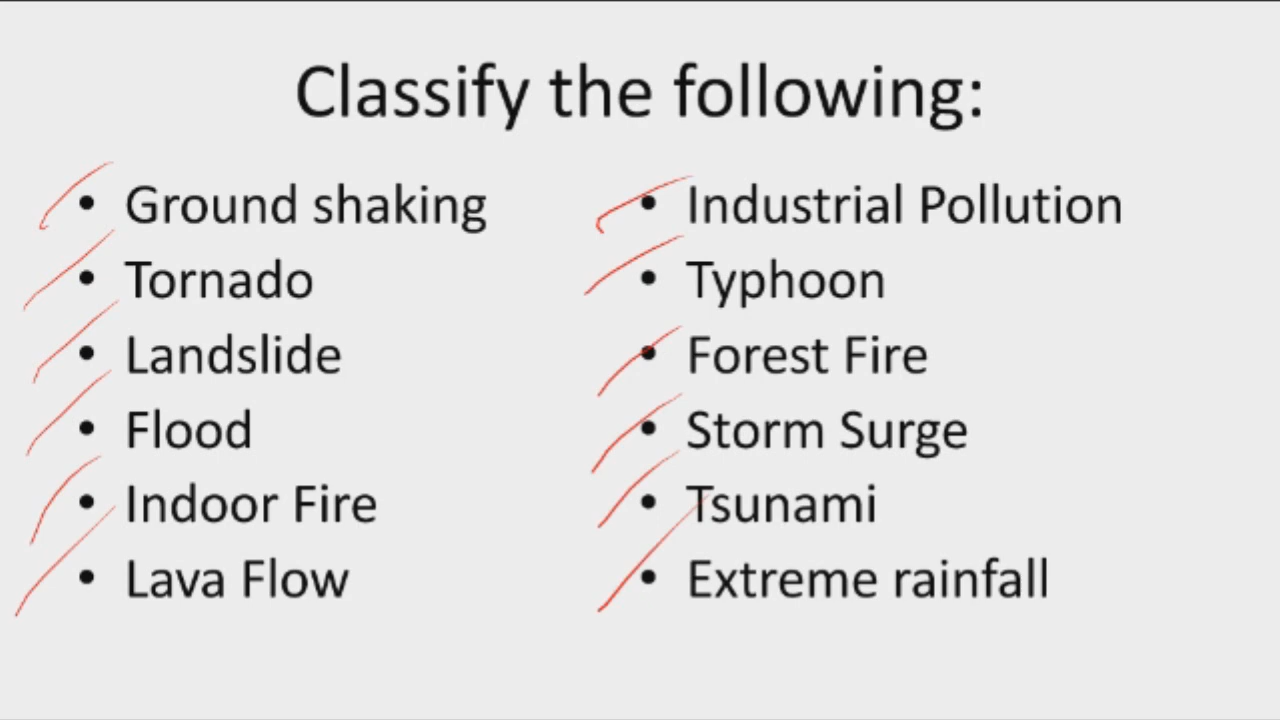 Classify the following:
• Ground shaking
• Tornado
• Landslide
• Flood
• Indoor Fire
• Lava Flow
• Industrial Pollution
• Typhoon
• Forest Fire
• Storm Surge
• Tsunami
• Extreme rainfall